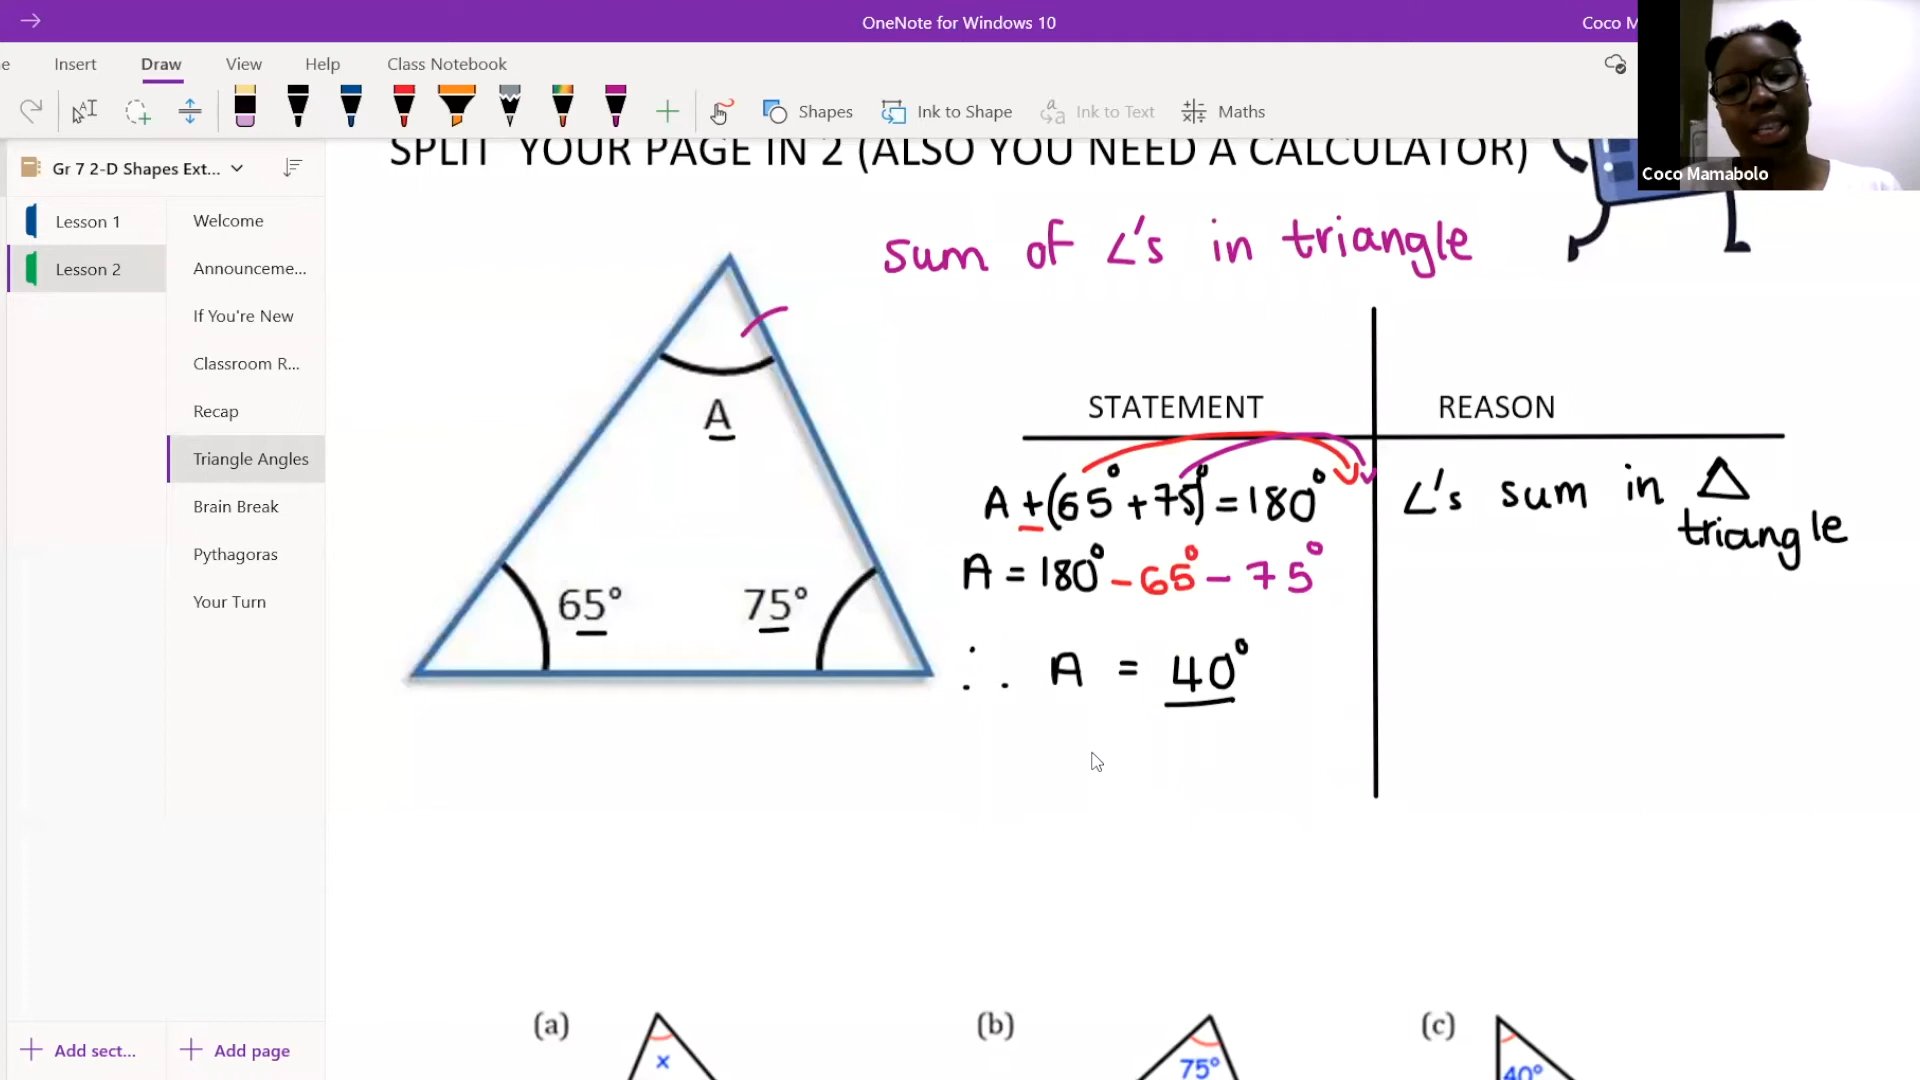 OneNote for Windows 10
Coco M
Insert Draw View Help Class Notebook
Shapes Ink to Shape Ink to Text Maths
Coco Mamabolo
Gr 7 2-D Shapes Ext...
Lesson 1
Lesson 2
Welcome
Announceme...
If You're New
Classroom R...
Recap
Triangle Angles
Brain Break
Pythagoras
Your Turn
Add sect...
Add page
SPLIT YOUR PAGE IN 2 (ALSO YOU NEED A CALCULATOR)
sum of ∠'s in triangle
A
65°
75°
STATEMENT REASON
A + (65° + 75°) = 180° ∠'s sum in △
triangle
A = 180° - 65° - 75°
∴ A = 40°
(a) (b) (c)
x 75° 40°